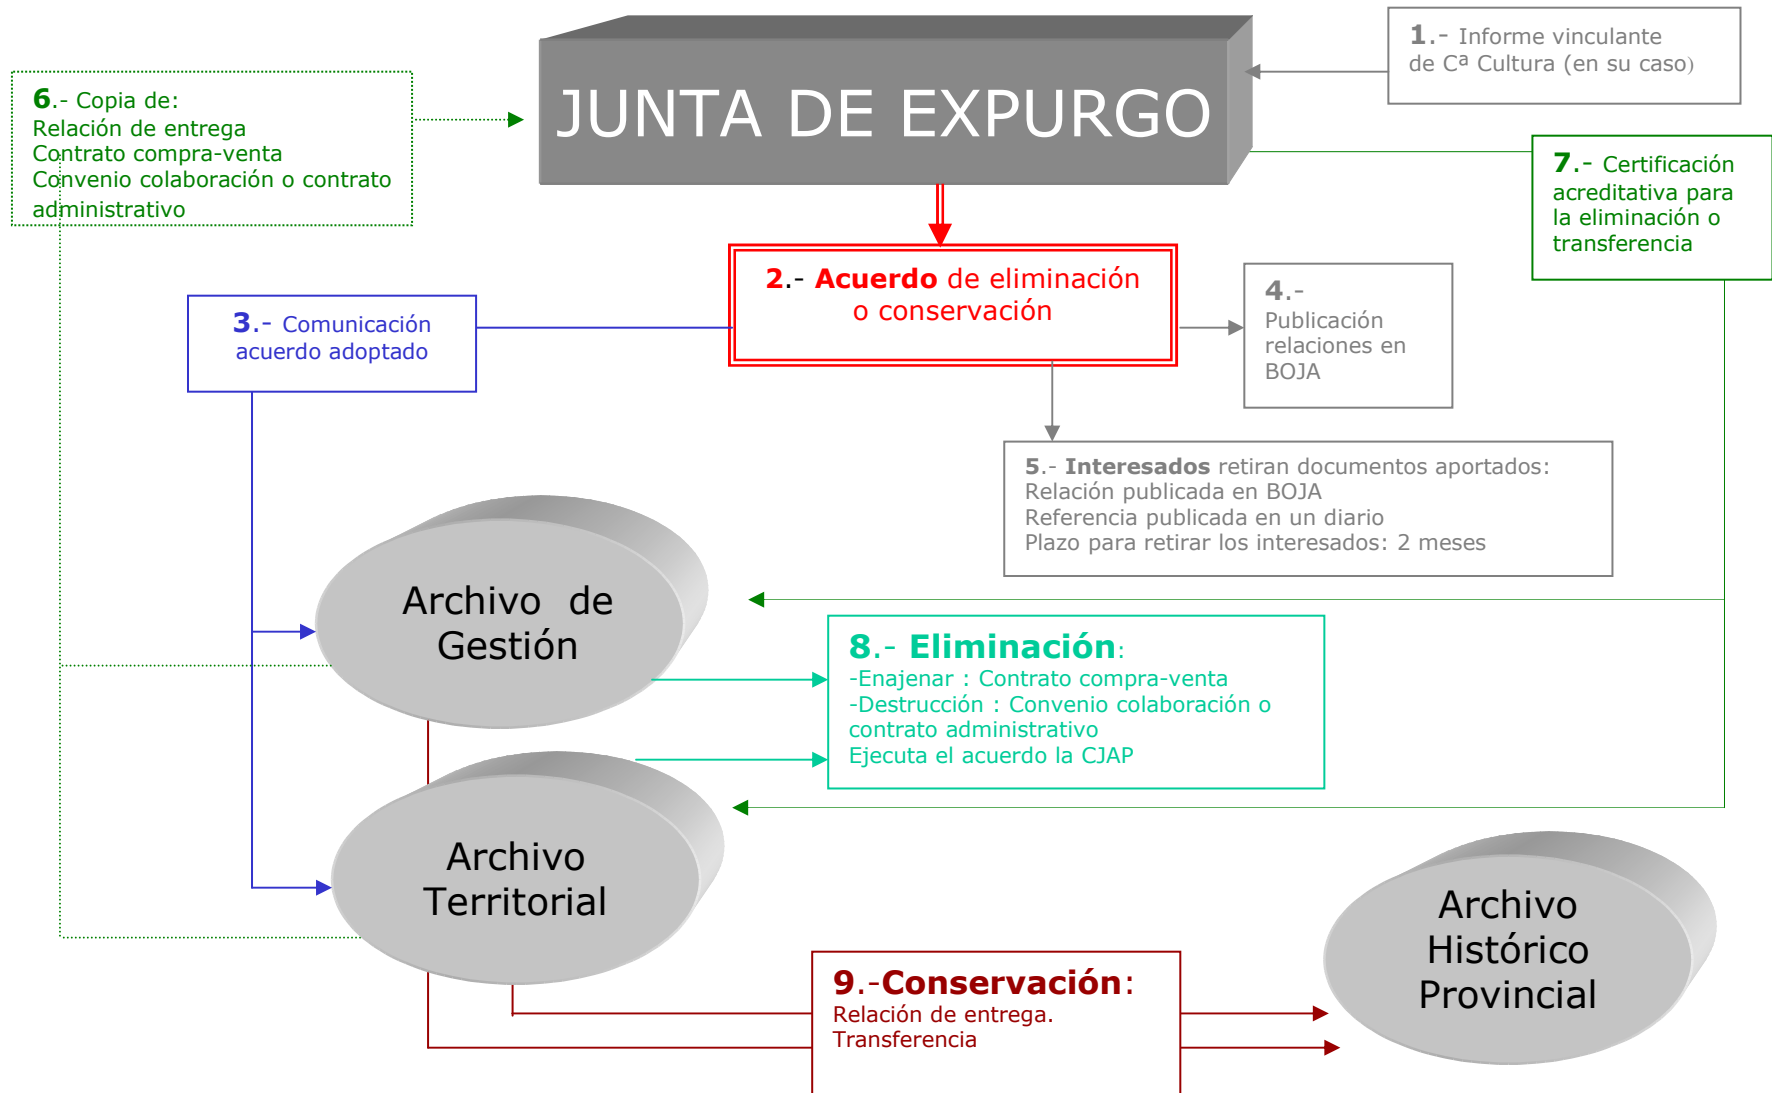 JUNTA DE EXPURGO
1.- Informe vinculante
de Cª Cultura (en su caso)
6.- Copia de:
Relación de entrega
Contrato compra-venta
Convenio colaboración o contrato
administrativo
7.- Certificación
acreditativa para
la eliminación o
transferencia
2.- Acuerdo de eliminación
o conservación
3.- Comunicación
acuerdo adoptado
4.-
Publicación
relaciones en
BOJA
5.- Interesados retiran documentos aportados:
Relación publicada en BOJA
Referencia publicada en un diario
Plazo para retirar los interesados: 2 meses
Archivo de
Gestión
8.- Eliminación:
-Enajenar : Contrato compra-venta
-Destrucción : Convenio colaboración o
contrato administrativo
Ejecuta el acuerdo la CJAP
Archivo
Territorial
Archivo
Histórico
Provincial
9.-Conservación:
Relación de entrega.
Transferencia